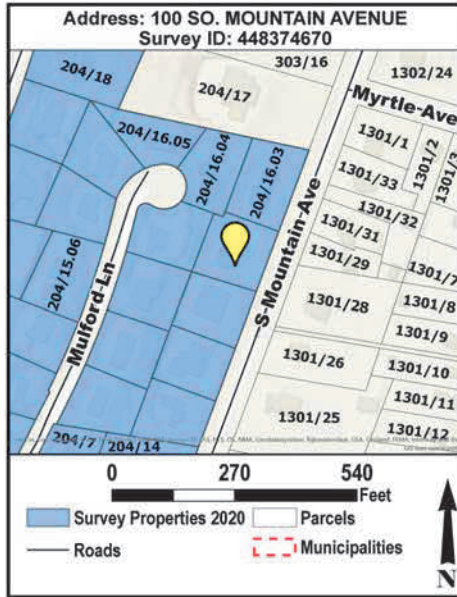 Address: 100 SO. MOUNTAIN AVENUE
Survey ID: 448374670
303/16
1302/24
204/18
204/17
Myrtle-Ave
204/16.05
204/16.04
204/16.03
1301/1
1301/2
1301/3
1301/33
1301/32
1301/31
1301/29
S-Mountain-Ave
204/15.06
Mulford-Ln
1301/7
1301/28
1301/8
1301/9
1301/26
1301/10
1301/11
1301/25
1301/12
204/7
204/14
0 270 540
Feet
Survey Properties 2020
Parcels
Roads
Municipalities
N